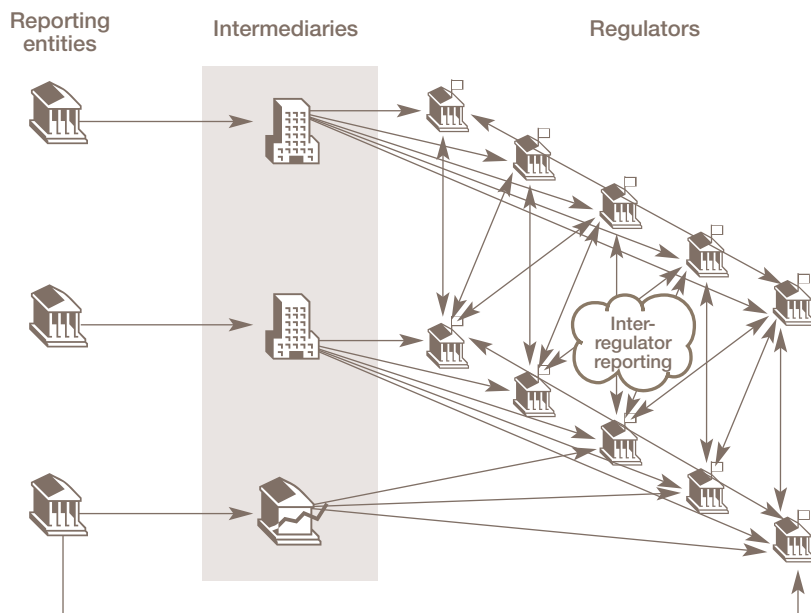 Reporting
entities
Intermediaries
Regulators
Inter-
regulator
reporting